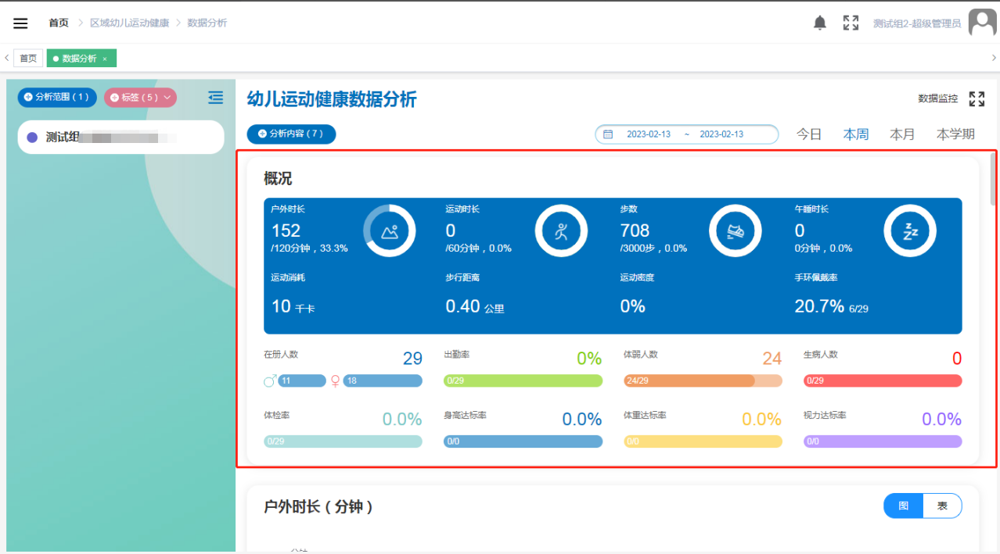 首页 > 区域幼儿运动健康 > 数据分析
测试组2-超级管理员
首页
数据分析 ×
分析范围（1）
标签（5）
测试组
幼儿运动健康数据分析
数据监控
分析内容（7）
2023-02-13 ~ 2023-02-13
今日 本周 本月 本学期
概况
户外时长
152
/120分钟，33.3%
运动时长
0
/60分钟，0.0%
步数
708
/3000步，0.0%
午睡时长
0
0分钟，0.0%
运动消耗
10 千卡
步行距离
0.40 公里
运动密度
0%
手环佩戴率
20.7% 6/29
在册人数
29
11
18
出勤率
0%
0/29
体弱人数
24
24/29
生病人数
0
0/29
体检率
0.0%
0/29
身高达标率
0.0%
0/0
体重达标率
0.0%
0/0
视力达标率
0.0%
0/0
户外时长（分钟）
图
表